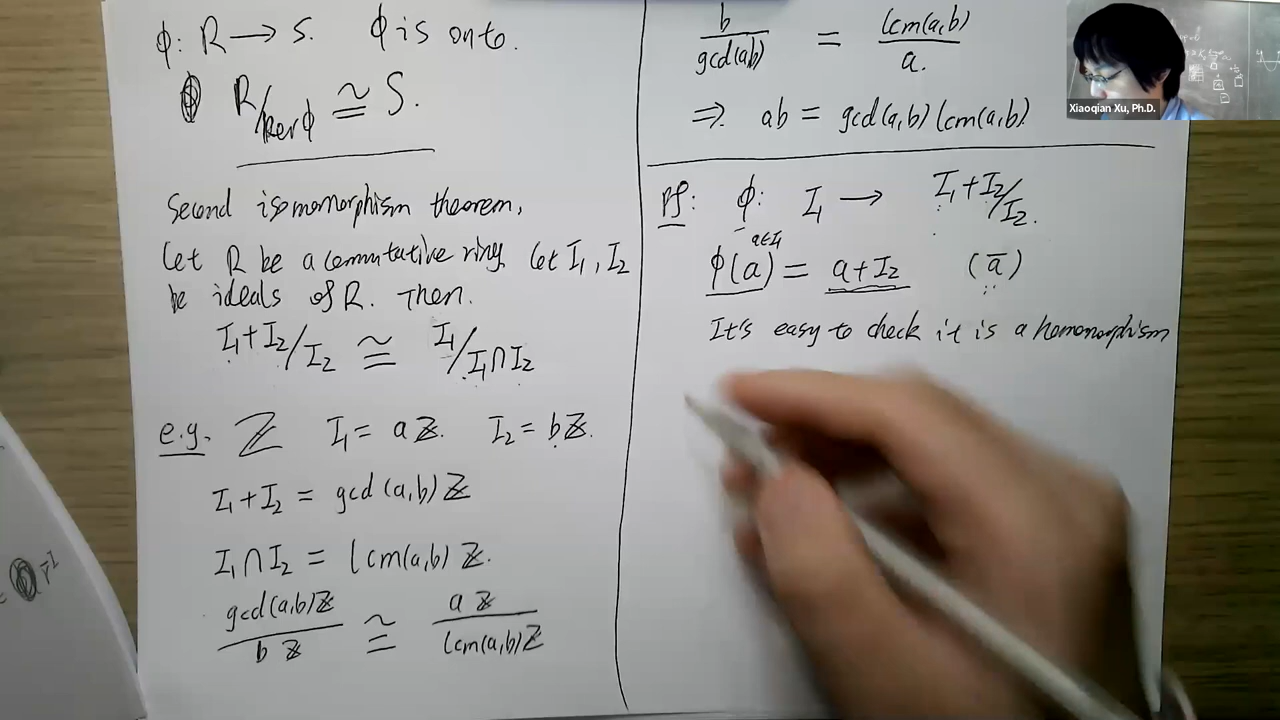 ϕ: R → S. ϕ is onto.
R/kerϕ ≅ S.
Second isomomorphism theorem,
Let R be a commutative ring. Let I₁, I₂
be ideals of R. Then.
I₁+I₂/I₂ ≅ I₁/I₁∩I₂
e.g. ℤ I₁ = aℤ. I₂ = bℤ.
I₁+I₂ = gcd(a,b)ℤ
I₁∩I₂ = lcm(a,b)ℤ.
gcd(a,b)ℤ/bℤ ≅ aℤ/lcm(a,b)ℤ
b/gcd(ab) = lcm(a,b)/a.
⇒ ab = gcd(a,b) lcm(a,b)
pf: ϕ: I₁ → I₁+I₂/I₂.
a∈I₁
ϕ(a) = a+I₂ (ā)
It's easy to check it is a homomorphism
Xiaoqian Xu, Ph.D.